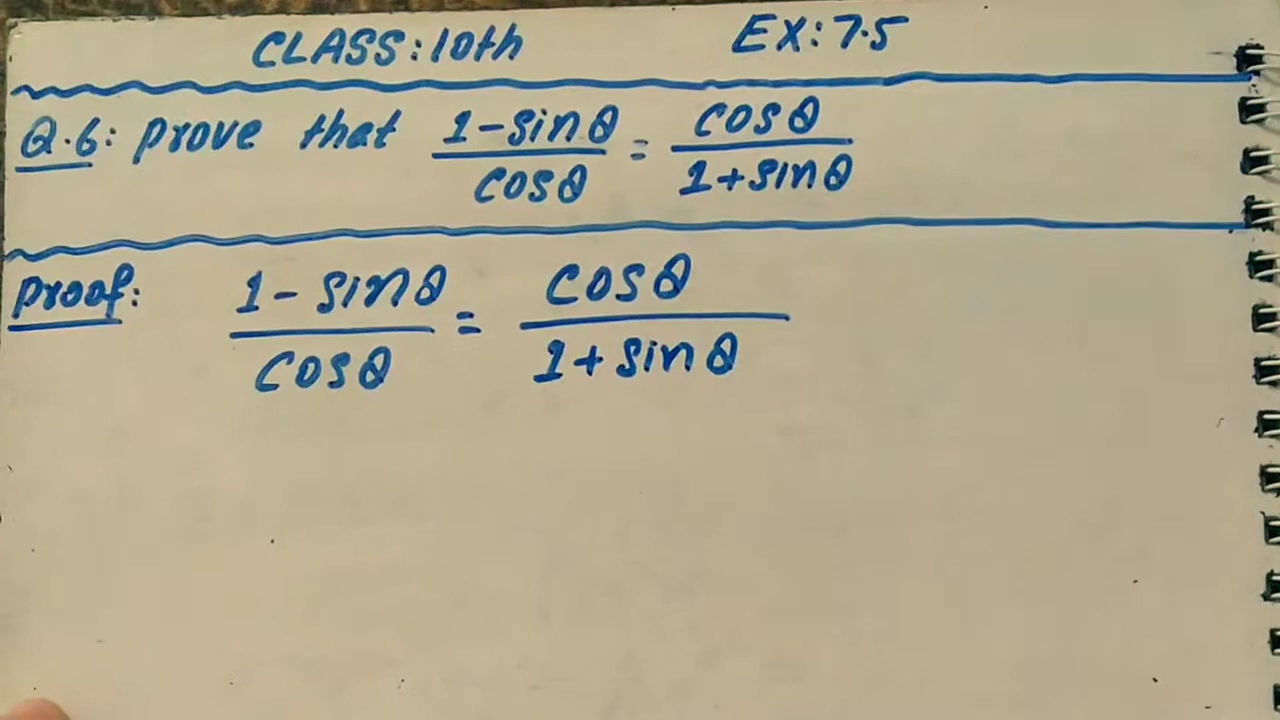 CLASS: 10th EX: 7.5
Q.6: Prove that (1-sinθ)/(cosθ) = (cosθ)/(1+sinθ)
Proof: (1-sinθ)/(cosθ) = (cosθ)/(1+sinθ)